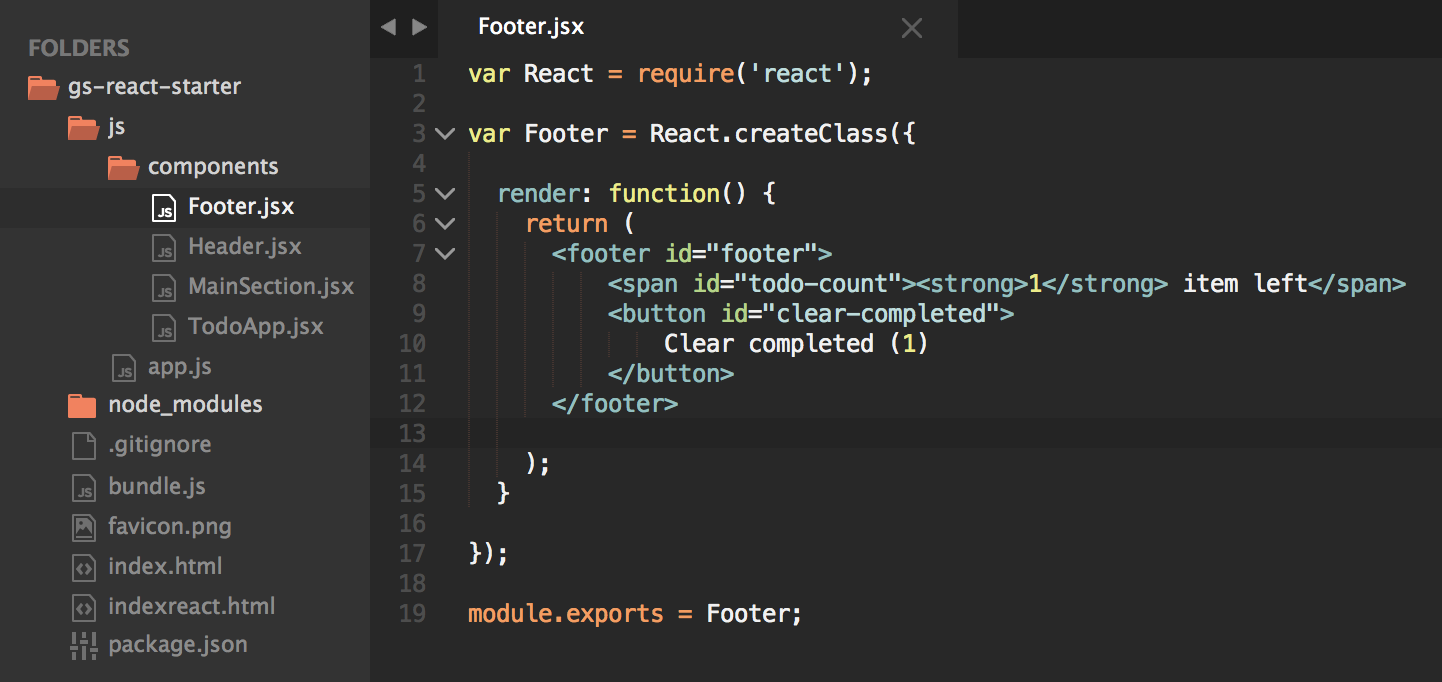 FOLDERS
gs-react-starter
js
components
Footer.jsx
Header.jsx
MainSection.jsx
TodoApp.jsx
app.js
node_modules
.gitignore
bundle.js
favicon.png
index.html
indexreact.html
package.json
Footer.jsx
1 var React = require('react');
2
3 var Footer = React.createClass({
4
5   render: function() {
6     return (
7       <footer id="footer">
8           <span id="todo-count"><strong>1</strong> item left</span>
9           <button id="clear-completed">
10               Clear completed (1)
11           </button>
12       </footer>
13
14     );
15   }
16
17 });
18
19 module.exports = Footer;